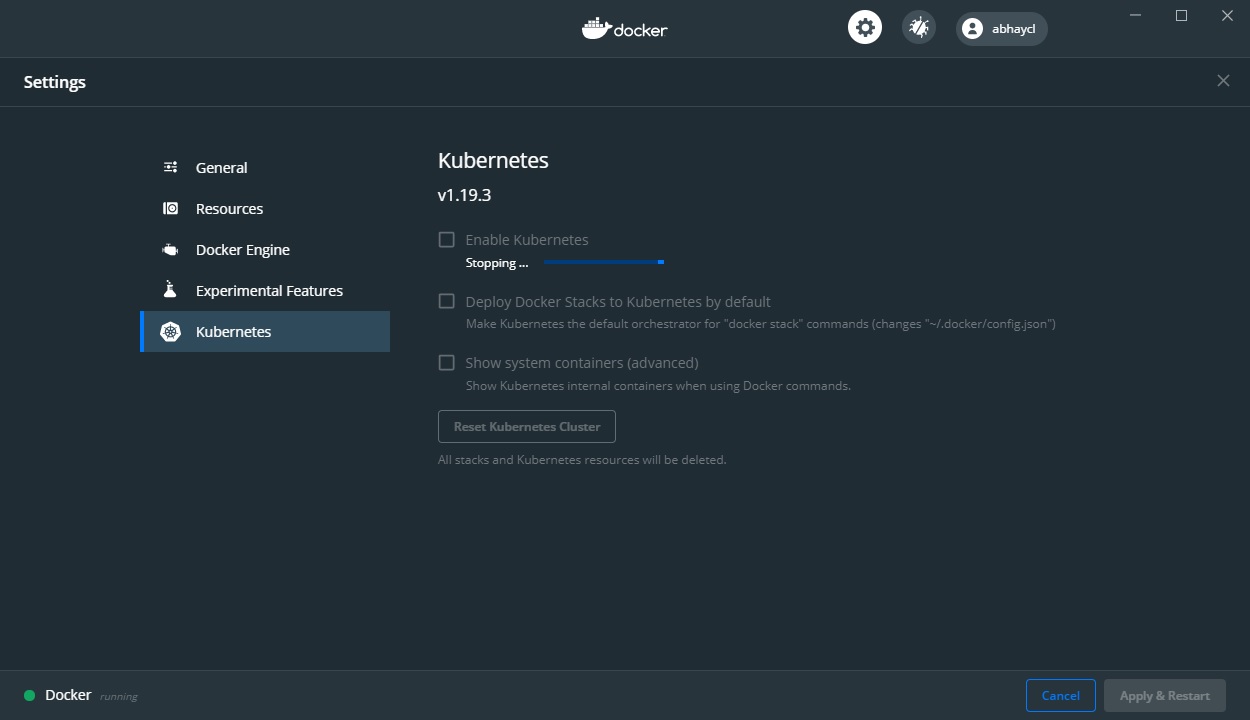 docker
abhaycl
Settings
General
Resources
Docker Engine
Experimental Features
Kubernetes
Kubernetes
v1.19.3
Enable Kubernetes
Stopping ...
Deploy Docker Stacks to Kubernetes by default
Make Kubernetes the default orchestrator for "docker stack" commands (changes "~/.docker/config.json")
Show system containers (advanced)
Show Kubernetes internal containers when using Docker commands.
Reset Kubernetes Cluster
All stacks and Kubernetes resources will be deleted.
Docker running
Cancel
Apply & Restart